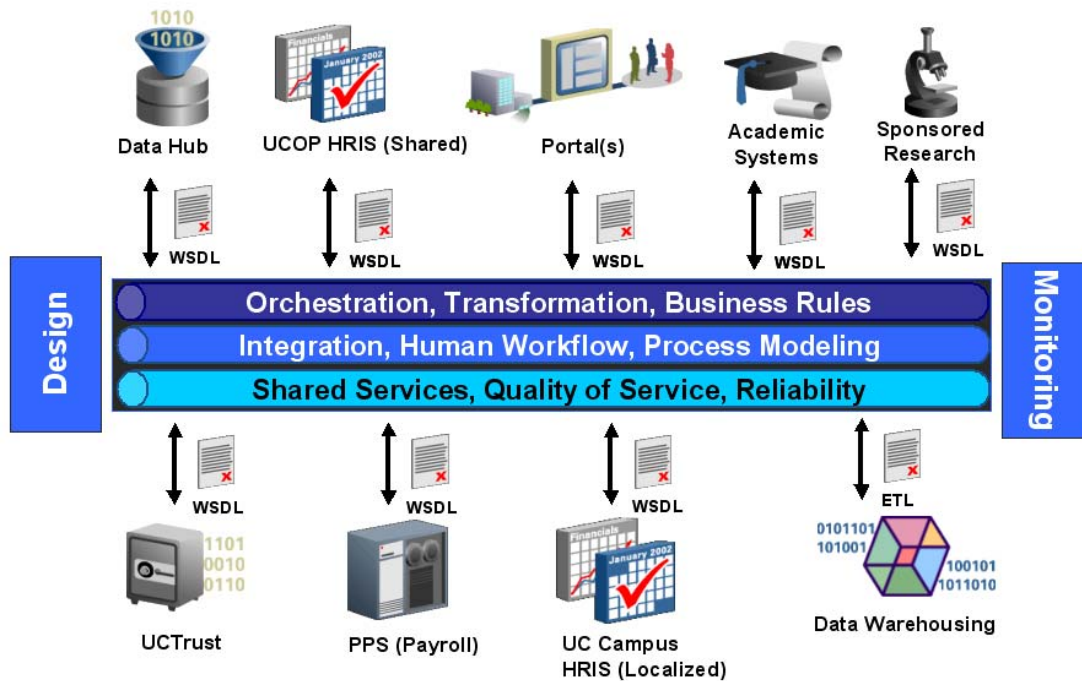 1010
1010
Data Hub
Financials
January 2002
UCOP HRIS (Shared)
Portal(s)
Academic
Systems
Sponsored
Research
WSDL
WSDL
WSDL
WSDL
WSDL
Design
Orchestration, Transformation, Business Rules
Integration, Human Workflow, Process Modeling
Shared Services, Quality of Service, Reliability
Monitoring
WSDL
WSDL
WSDL
ETL
1101
0010
0110
UCTrust
PPS (Payroll)
Financials
January 2002
UC Campus
HRIS (Localized)
0101101
101001
100101
1011010
Data Warehousing